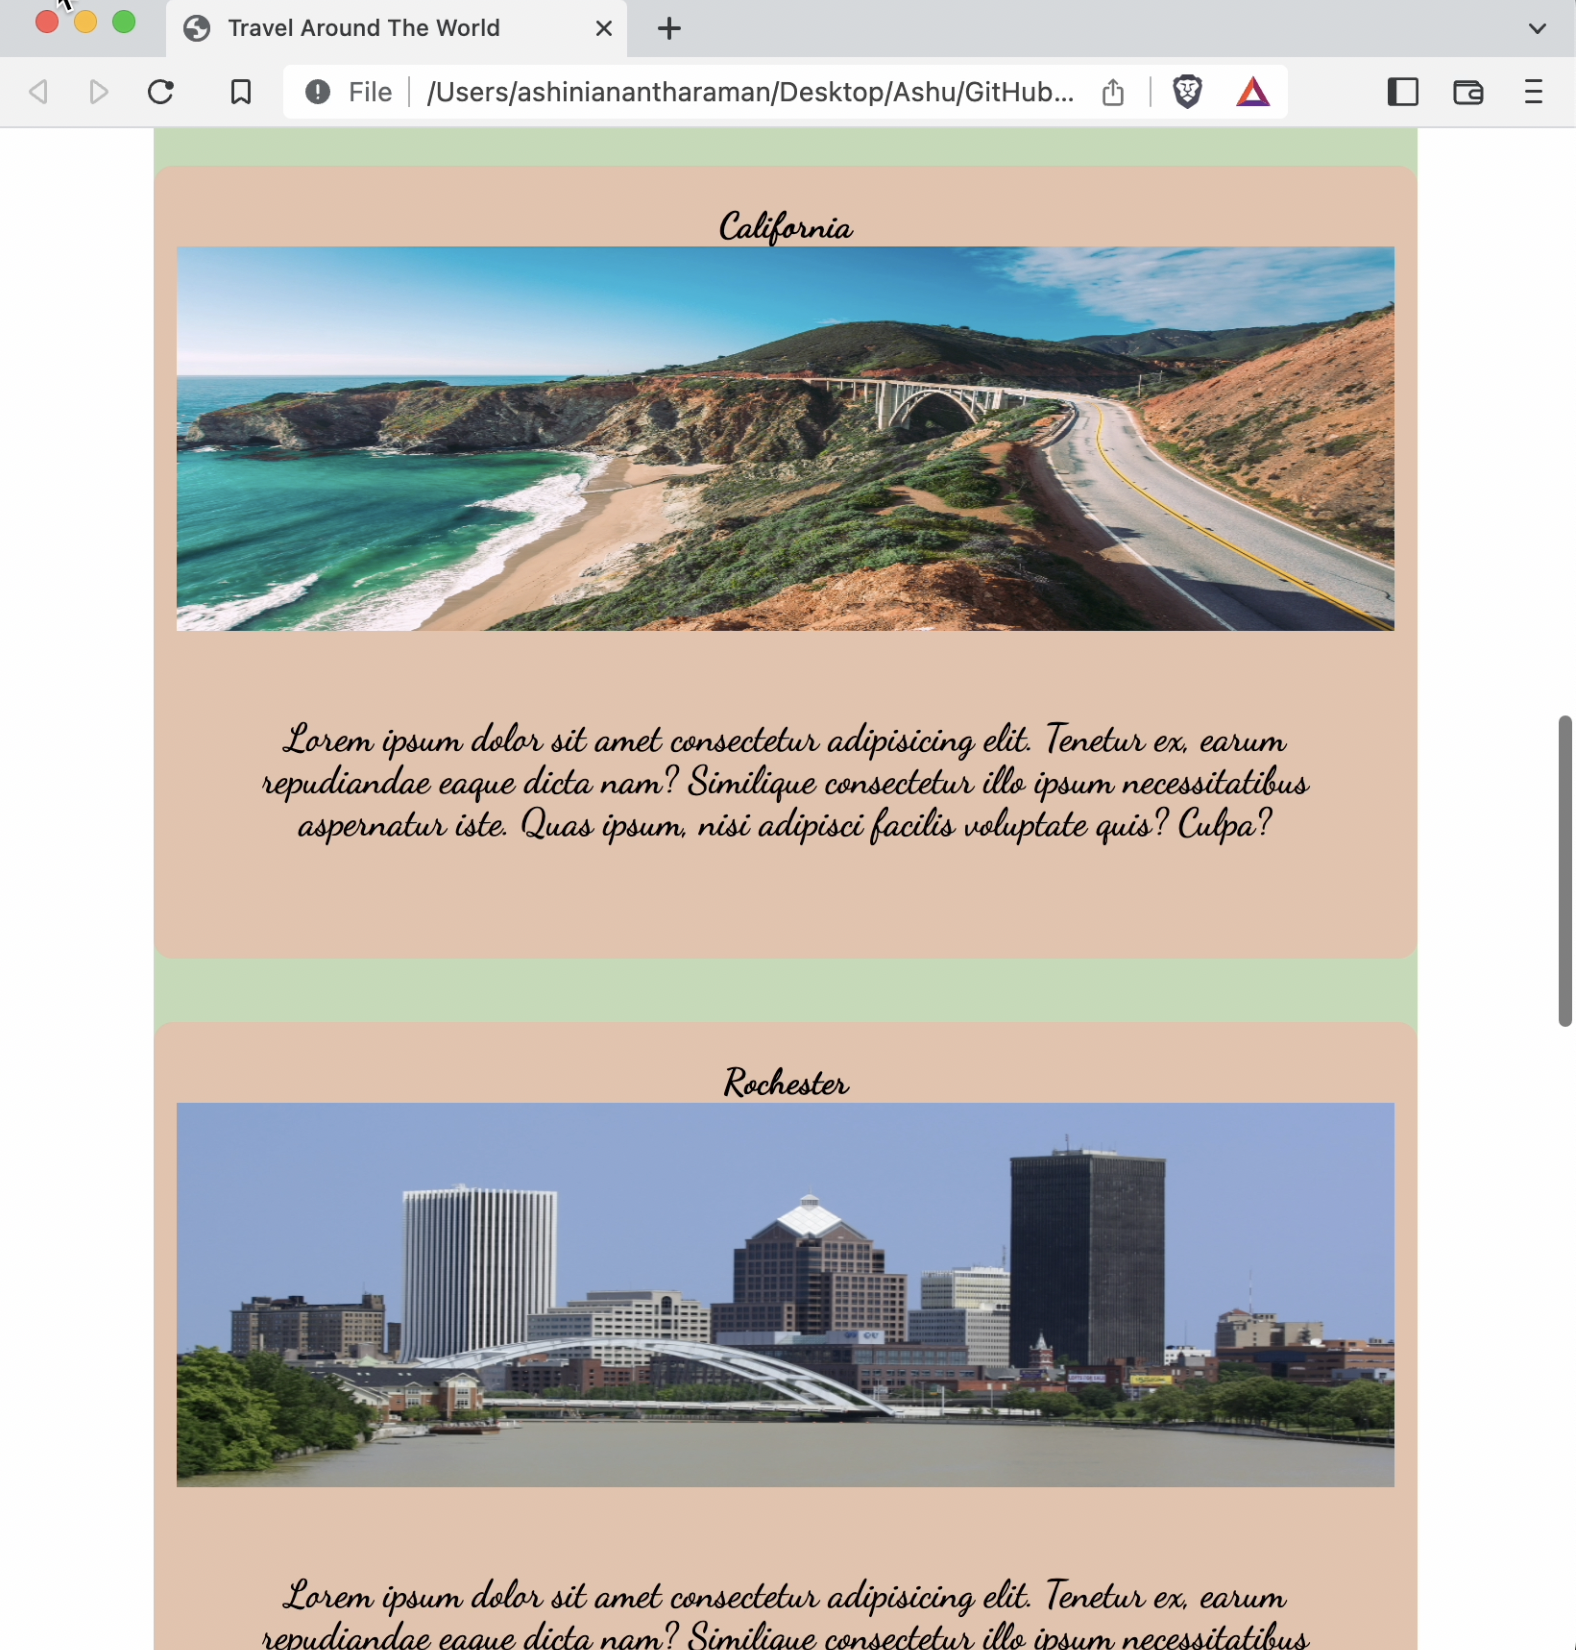 Travel Around The World
File
/Users/ashinianantharaman/Desktop/Ashu/GitHub...
California
Lorem ipsum dolor sit amet consectetur adipisicing elit. Tenetur ex, earum
repudiandae eaque dicta nam? Similique consectetur illo ipsum necessitatibus
aspernatur iste. Quas ipsum, nisi adipisci facilis voluptate quis? Culpa?
Rochester
Lorem ipsum dolor sit amet consectetur adipisicing elit. Tenetur ex, earum
repudiandae eaque dicta nam? Similique consectetur illo ipsum necessitatibus